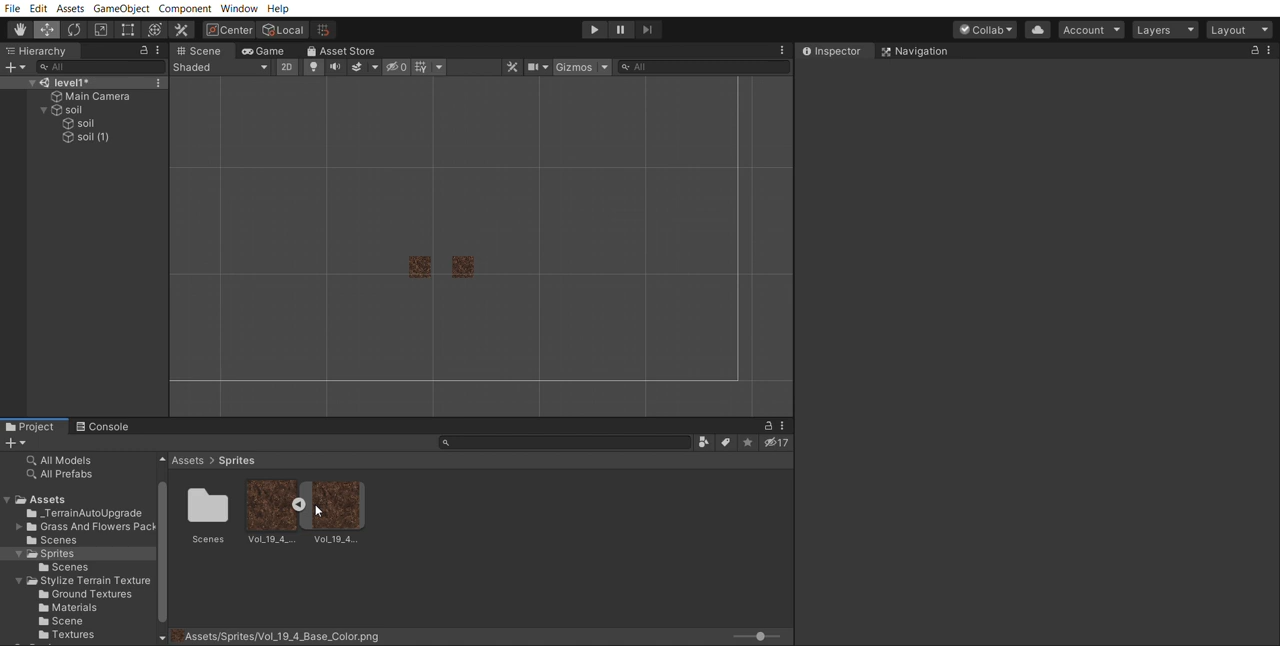 File Edit Assets GameObject Component Window Help
Center Local Collab Account Layers Layout
Hierarchy Scene Game Asset Store Inspector Navigation
All Shaded 2D 0 Gizmos All
level1*
Main Camera
soil
soil
soil (1)
Project Console
17
All Models
All Prefabs
Assets
_TerrainAutoUpgrade
Grass And Flowers Pack
Scenes
Sprites
Scenes
Stylize Terrain Texture
Ground Textures
Materials
Scene
Textures
Assets > Sprites
Scenes Vol_19_4_... Vol_19_4...
Assets/Sprites/Vol_19_4_Base_Color.png